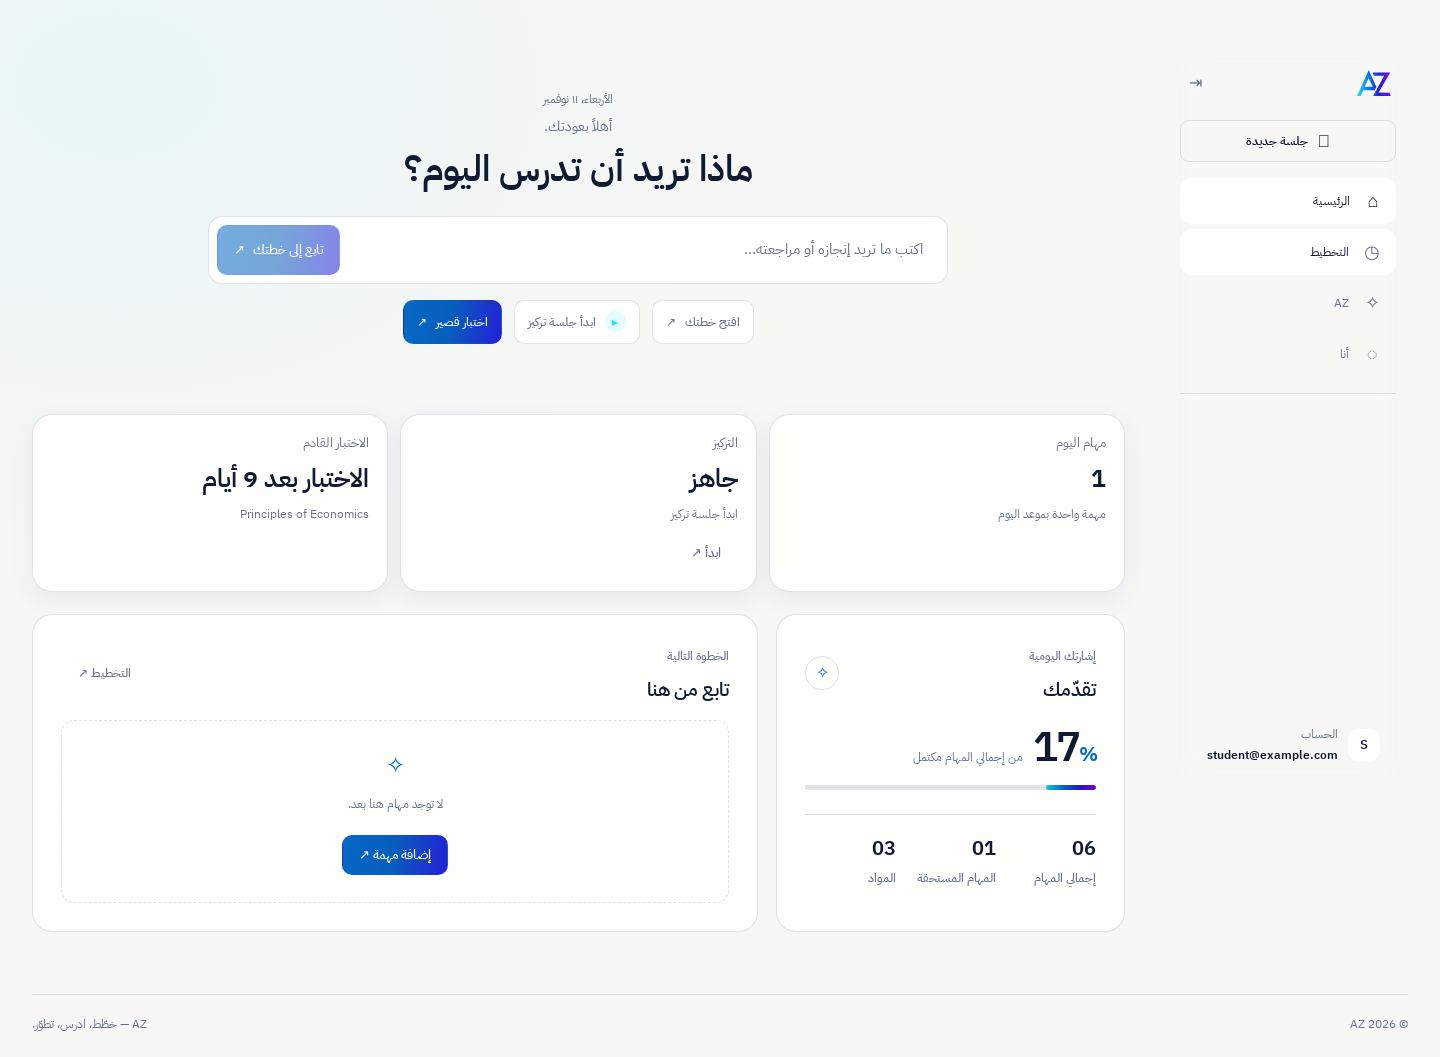 AZ
جلسة جديدة
الرئيسية
التخطيط
AZ
أنا
الحساب
S
student@example.com
الأربعاء، ١١ نوفمبر
أهلاً بعودتك.
ماذا تريد أن تدرس اليوم؟
اكتب ما تريد إنجازه أو مراجعته...
تابع إلى خطتك ↗
افتح خطتك ↗
ابدأ جلسة تركيز
اختبار قصير ↗
مهام اليوم
1
مهمة واحدة بموعد اليوم
التركيز
جاهز
ابدأ جلسة تركيز
ابدأ ↗
الاختبار القادم
الاختبار بعد 9 أيام
Principles of Economics
إشارتك اليومية
تقدّمك
17%
من إجمالي المهام مكتمل
06
إجمالي المهام
01
المهام المستحقة
03
المواد
الخطوة التالية
تابع من هنا
التخطيط ↗
لا توجد مهام هنا بعد.
إضافة مهمة ↗
© 2026 AZ
AZ — خطّط، ادرس، تطوّر.